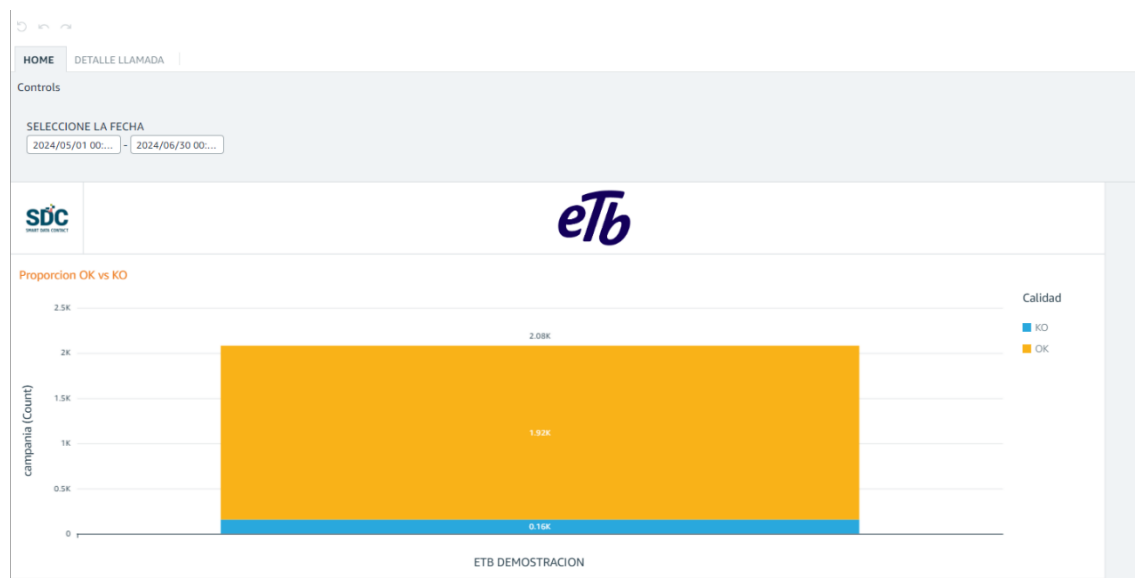 HOME DETALLE LLAMADA
Controls
SELECCIONE LA FECHA
2024/05/01 00:... - 2024/06/30 00:...
SDC
SMART DATA CONTACT
eTb
Proporcion OK vs KO
Calidad
KO
OK
campania (Count)
2.5K
2K
1.5K
1K
0.5K
0
2.08K
1.92K
0.16K
ETB DEMOSTRACION